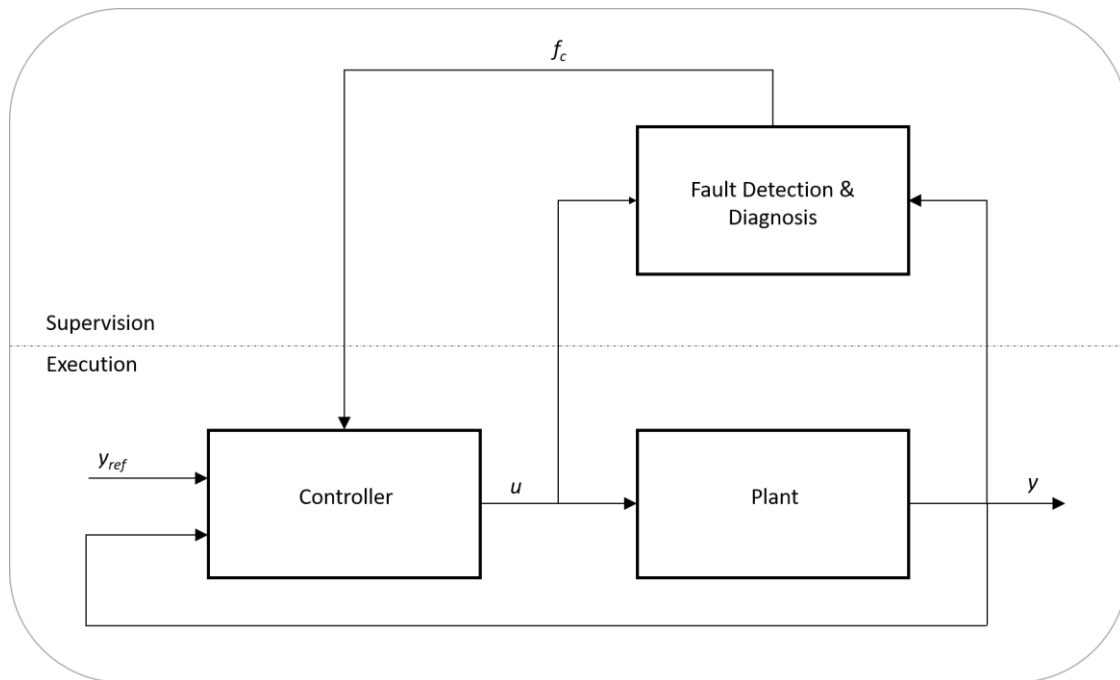 f_c
Fault Detection &
Diagnosis
Supervision
Execution
y_ref
Controller
u
Plant
y